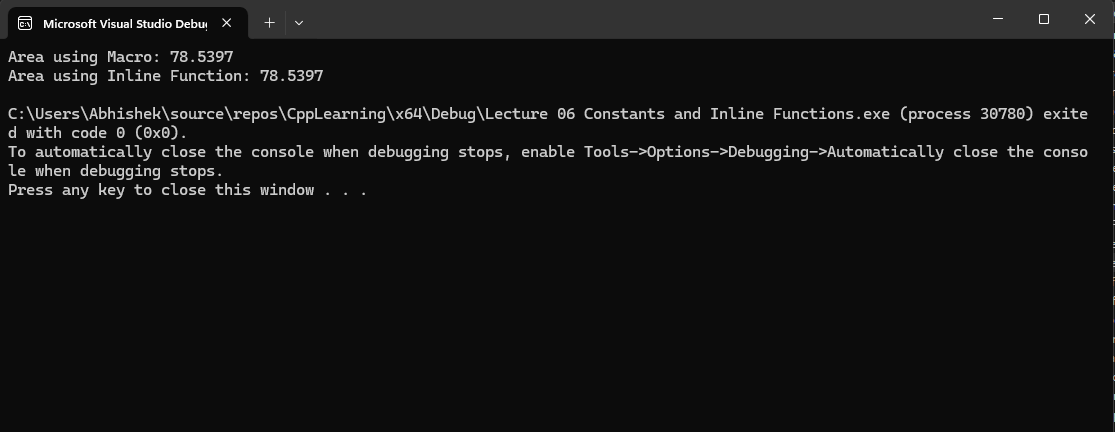 Microsoft Visual Studio Debug
Area using Macro: 78.5397
Area using Inline Function: 78.5397
C:\Users\Abhishek\source\repos\CppLearning\x64\Debug\Lecture 06 Constants and Inline Functions.exe (process 30780) exite
d with code 0 (0x0).
To automatically close the console when debugging stops, enable Tools->Options->Debugging->Automatically close the conso
le when debugging stops.
Press any key to close this window . . .